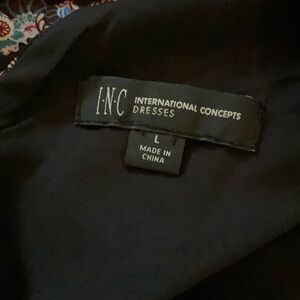 I·N·C INTERNATIONAL CONCEPTS
DRESSES
L
MADE IN
CHINA